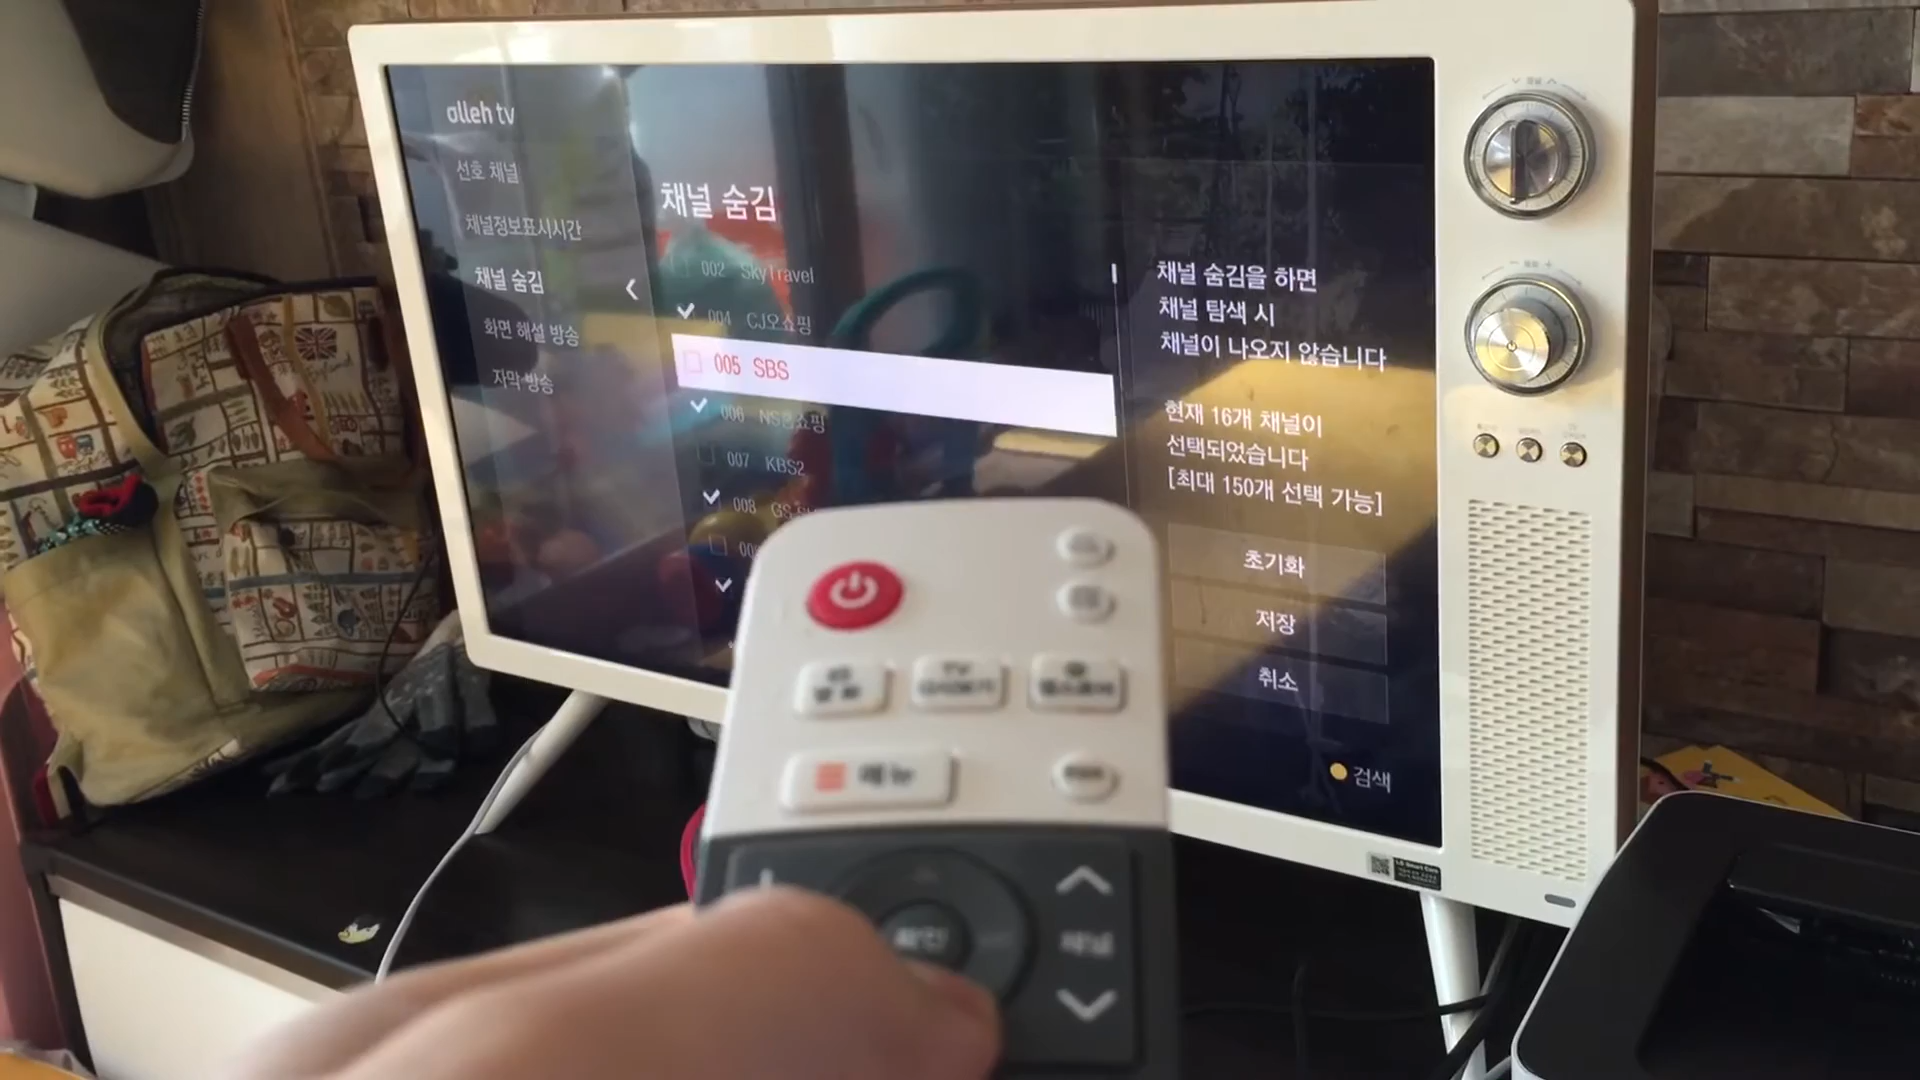 olleh tv
선호 채널
채널정보표시시간
채널 숨김
화면 해설 방송
자막 방송
채널 숨김
002 SkyTravel
004 CJ오쇼핑
005 SBS
006 NS홈쇼핑
007 KBS2
008
채널 숨김을 하면
채널 탐색 시
채널이 나오지 않습니다
현재 16개 채널이
선택되었습니다
[최대 150개 선택 가능]
초기화
저장
취소
검색
메뉴
확인
채널